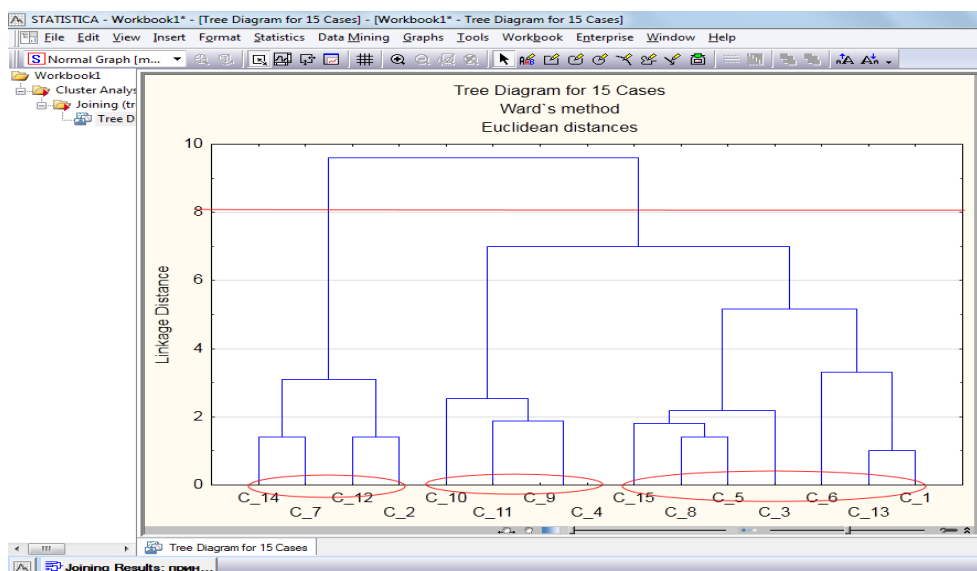 STATISTICA - Workbook1* - [Tree Diagram for 15 Cases] - [Workbook1* - Tree Diagram for 15 Cases]
File Edit View Insert Format Statistics Data Mining Graphs Tools Workbook Enterprise Window Help
Normal Graph [m...
Workbook1
Cluster Analys
Joining (tr
Tree D
Tree Diagram for 15 Cases
Ward`s method
Euclidean distances
10
8
6
4
2
0
Linkage Distance
C_14 C_12 C_10 C_9 C_15 C_5 C_6 C_1
C_7 C_2 C_11 C_4 C_8 C_3 C_13
Tree Diagram for 15 Cases
Joining Results: прин...